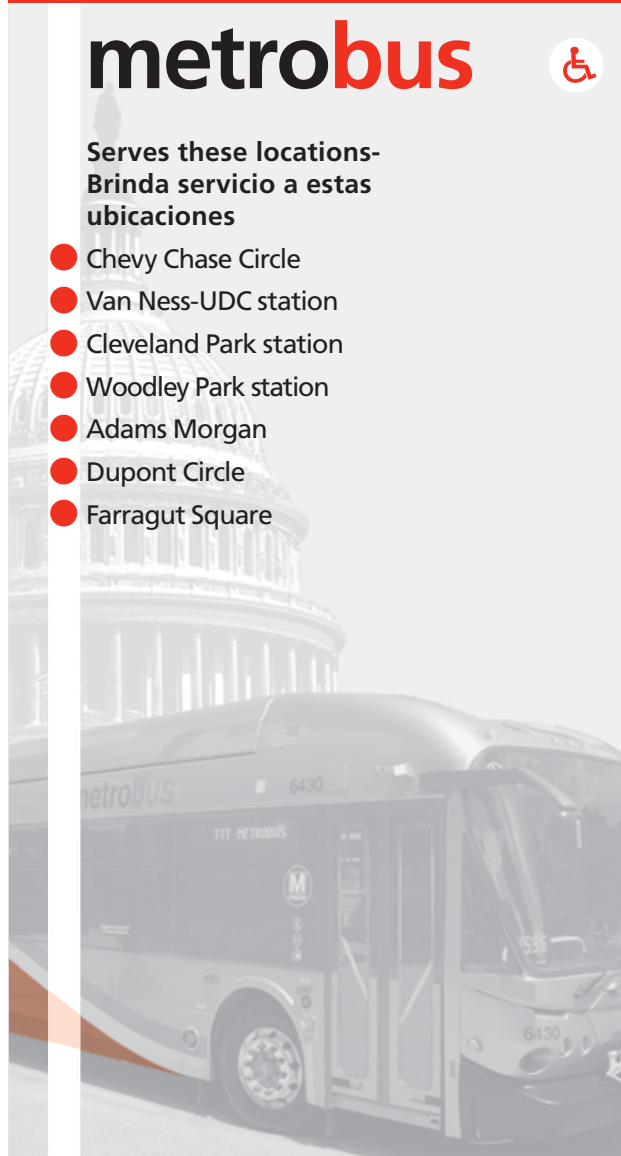 metrobus
Serves these locations-
Brinda servicio a estas
ubicaciones
Chevy Chase Circle
Van Ness-UDC station
Cleveland Park station
Woodley Park station
Adams Morgan
Dupont Circle
Farragut Square
metrobus
6430
TTT METROBUS
M
6430